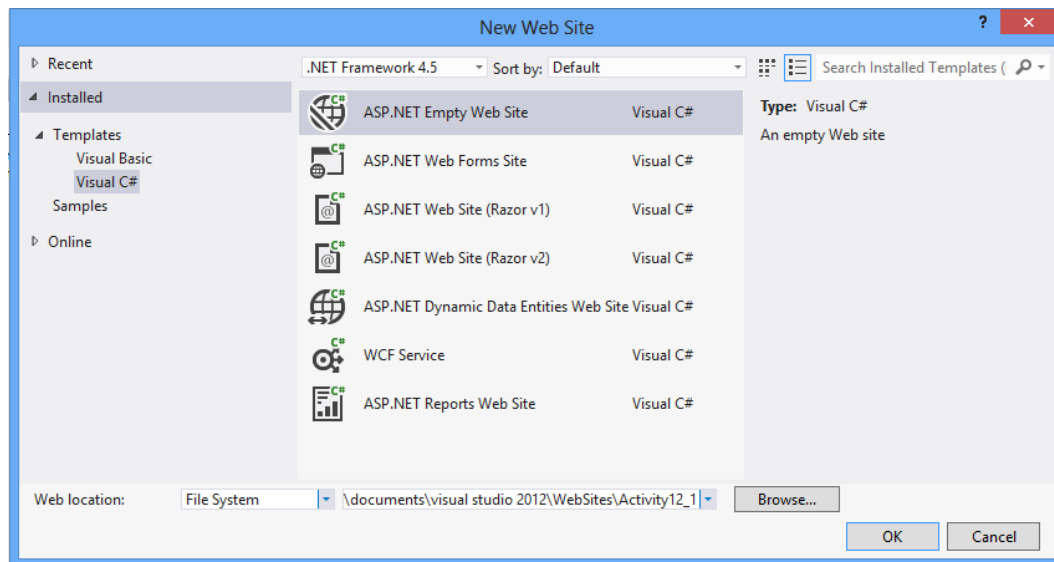 New Web Site
? ×
Recent
Installed
Templates
Visual Basic
Visual C#
Samples
Online
.NET Framework 4.5 Sort by: Default
Search Installed Templates (
C# ASP.NET Empty Web Site Visual C#
C# ASP.NET Web Forms Site Visual C#
C# @ ASP.NET Web Site (Razor v1) Visual C#
C# @ ASP.NET Web Site (Razor v2) Visual C#
C# ASP.NET Dynamic Data Entities Web Site Visual C#
C# WCF Service Visual C#
C# ASP.NET Reports Web Site Visual C#
Type: Visual C#
An empty Web site
Web location: File System \documents\visual studio 2012\WebSites\Activity12_1 Browse...
OK Cancel